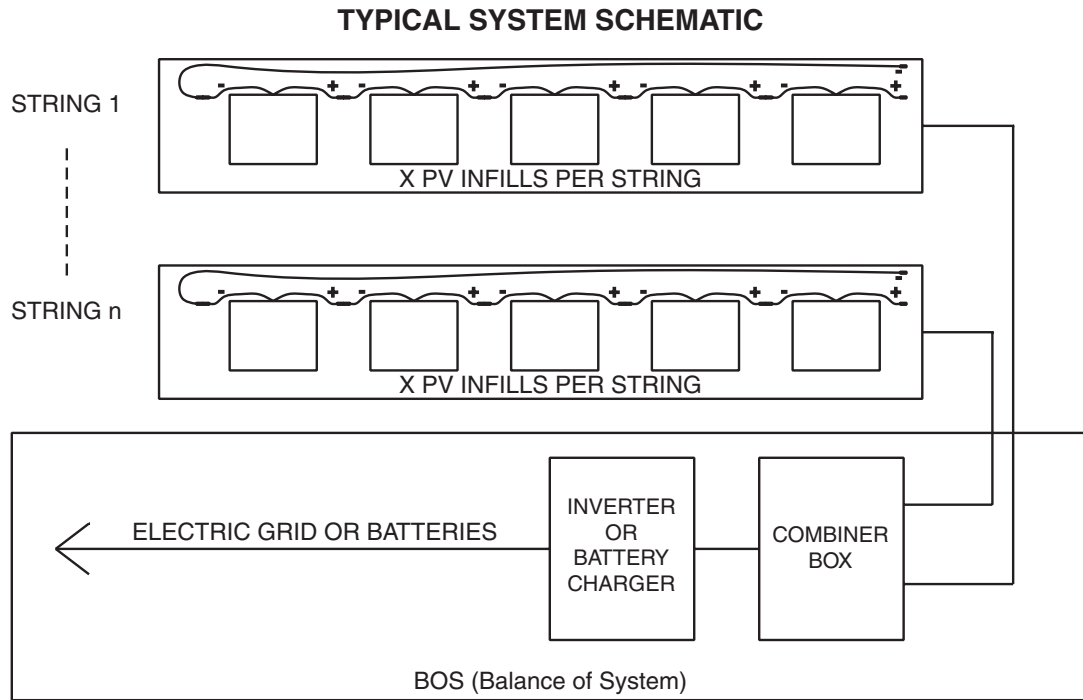 TYPICAL SYSTEM SCHEMATIC
STRING 1
- + - + - + - + - +
-
X PV INFILLS PER STRING
STRING n
- + - + - + - + - +
-
X PV INFILLS PER STRING
ELECTRIC GRID OR BATTERIES
INVERTER
OR
BATTERY
CHARGER
COMBINER
BOX
BOS (Balance of System)